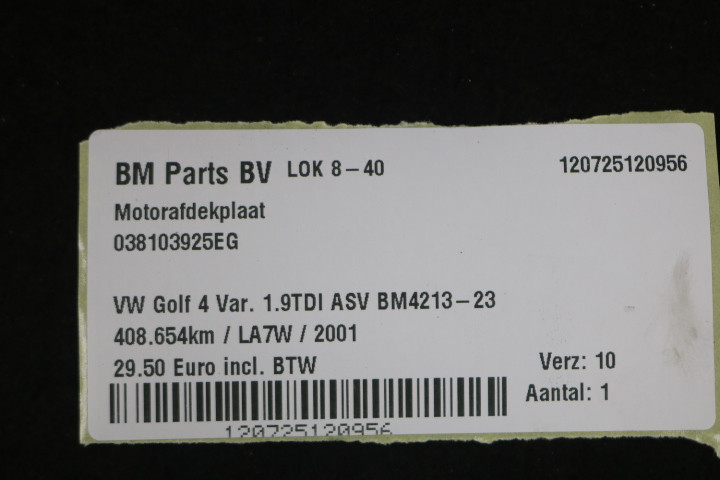 BM Parts BV LOK 8-40 120725120956
Motorafdekplaat
038103925EG
VW Golf 4 Var. 1.9TDI ASV BM4213-23
408.654km / LA7W / 2001
29.50 Euro incl. BTW Verz: 10
Aantal: 1
120725120956